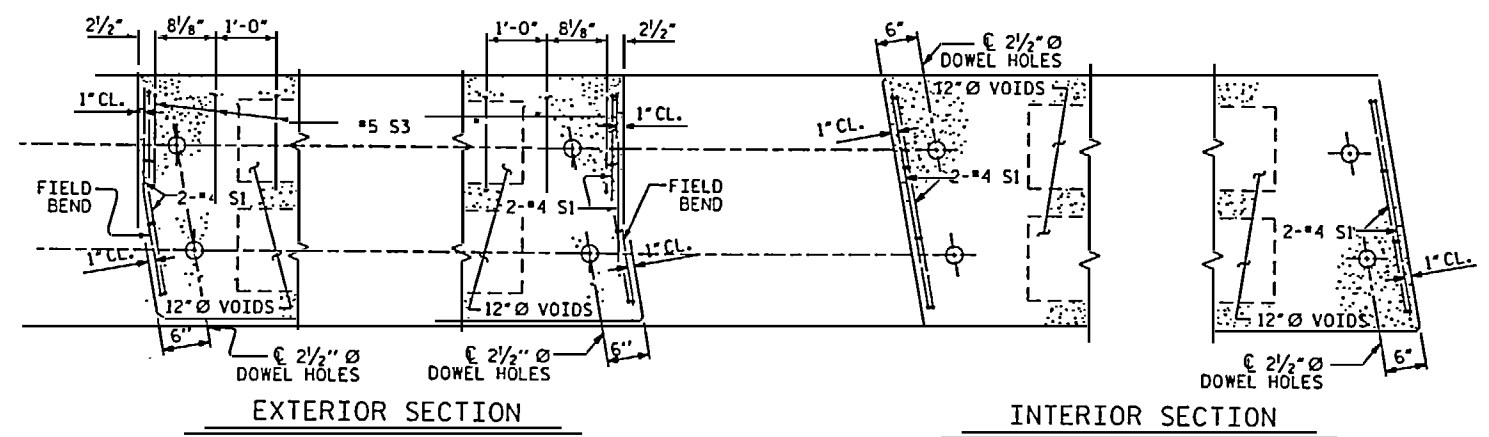 2½" 8⅛" 1'-0"
1'-0" 8⅛" 2½"
6"
℄ 2½" Ø
DOWEL HOLES
12" Ø VOIDS
12" Ø VOIDS
1" CL.
#5 S3
1" CL.
1" CL.
FIELD
BEND
2-#4 S1
2-#4 S1
FIELD
BEND
2-#4 S1
2-#4 S1
1" CL.
1" CL.
1" CL.
12" Ø VOIDS
12" Ø VOIDS
12" Ø VOIDS
6"
℄ 2½" Ø
DOWEL HOLES
℄ 2½" Ø
DOWEL HOLES
6"
℄ 2½" Ø
DOWEL HOLES
6"
EXTERIOR SECTION
INTERIOR SECTION